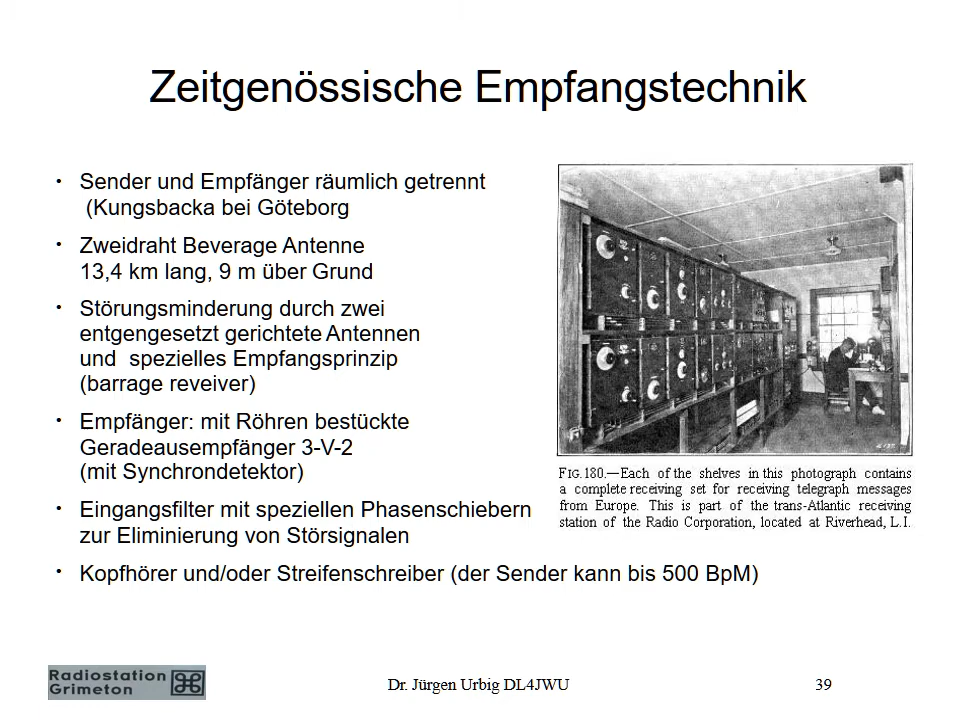 Zeitgenössische Empfangstechnik
• Sender und Empfänger räumlich getrennt
(Kungsbacka bei Göteborg
• Zweidraht Beverage Antenne
13,4 km lang, 9 m über Grund
• Störungsminderung durch zwei
entgengesetzt gerichtete Antennen
und spezielles Empfangsprinzip
(barrage reveiver)
• Empfänger: mit Röhren bestückte
Geradeausempfänger 3-V-2
(mit Synchrondetektor)
• Eingangsfilter mit speziellen Phasenschiebern
zur Eliminierung von Störsignalen
• Kopfhörer und/oder Streifenschreiber (der Sender kann bis 500 BpM)
FIG.180.—Each of the shelves in this photograph contains
a complete receiving set for receiving telegraph messages
from Europe. This is part of the trans-Atlantic receiving
station of the Radio Corporation, located at Riverhead, L.I.
Radiostation
Grimeton
Dr. Jürgen Urbig DL4JWU
39